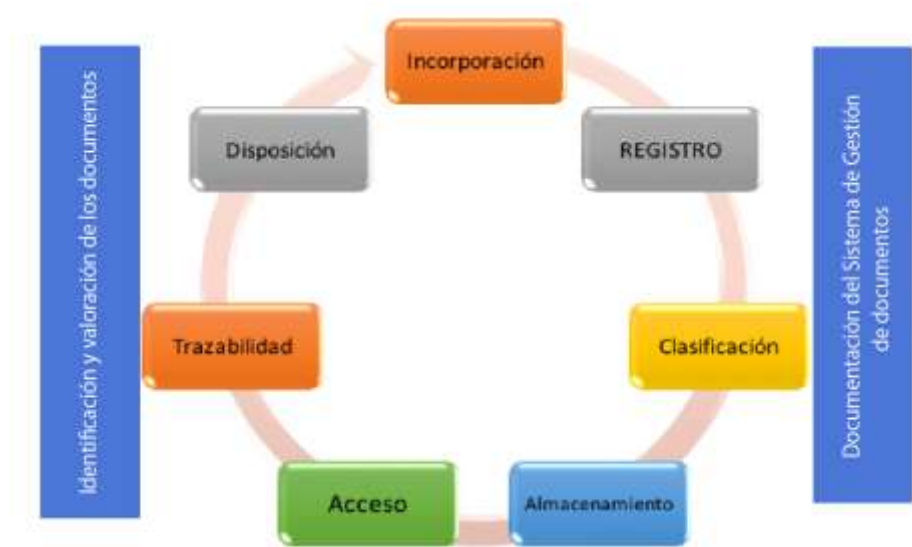 Identificación y valoración de los documentos
Incorporación
REGISTRO
Clasificación
Almacenamiento
Acceso
Trazabilidad
Disposición
Documentación del Sistema de Gestión
de documentos